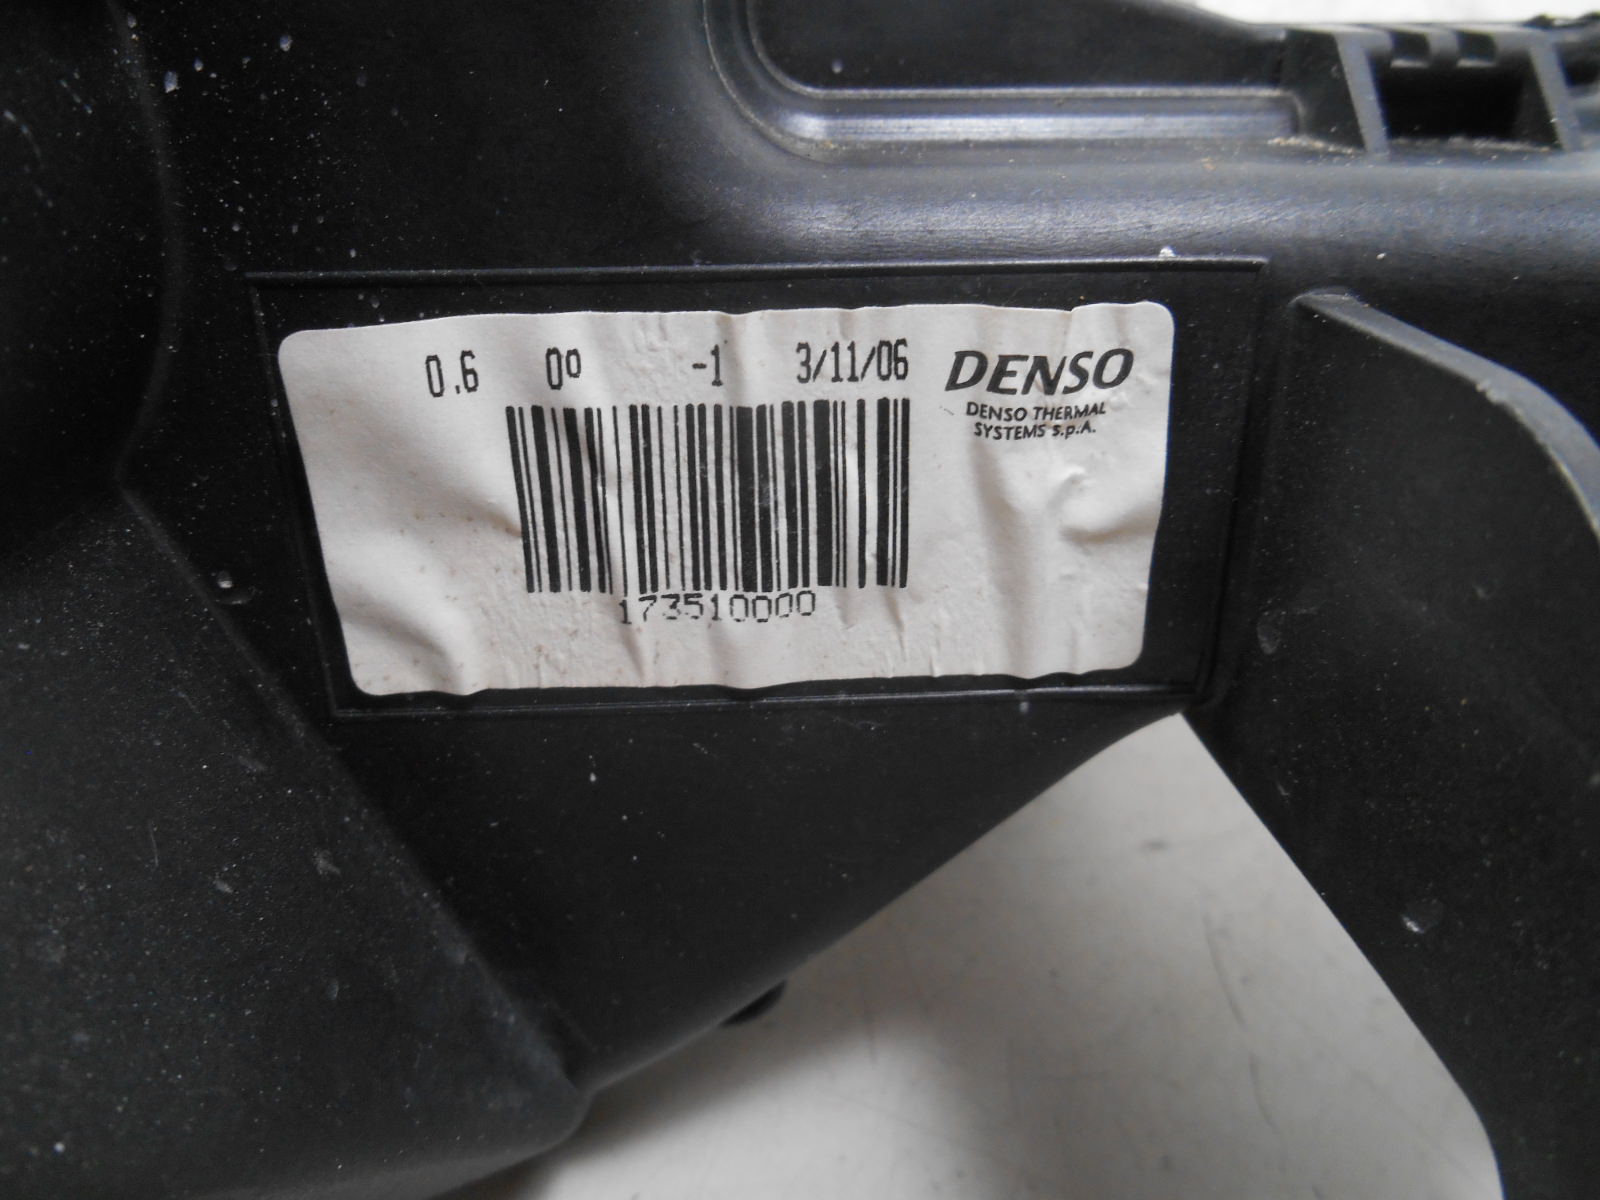 0.6 0º -1 3/11/06 DENSO
DENSO THERMAL
SYSTEMS S.p.A.
173510000